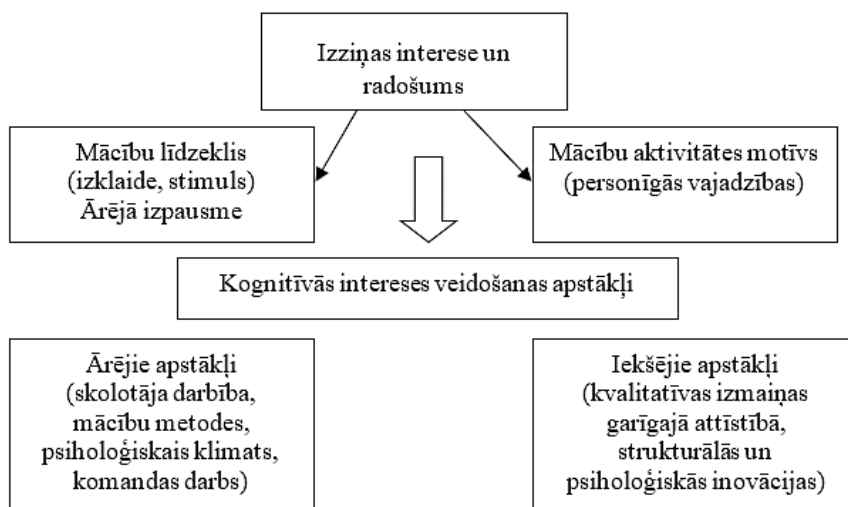 Izziņas interese un
radošums
Mācību līdzeklis
(izklaide, stimuls)
Ārējā izpausme
Mācību aktivitātes motīvs
(personīgās vajadzības)
Kognitīvās intereses veidošanas apstākļi
Ārējie apstākļi
(skolotāja darbība,
mācību metodes,
psiholoģiskais klimats,
komandas darbs)
Iekšējie apstākļi
(kvalitatīvas izmaiņas
garīgajā attīstībā,
strukturālās un
psiholoģiskās inovācijas)